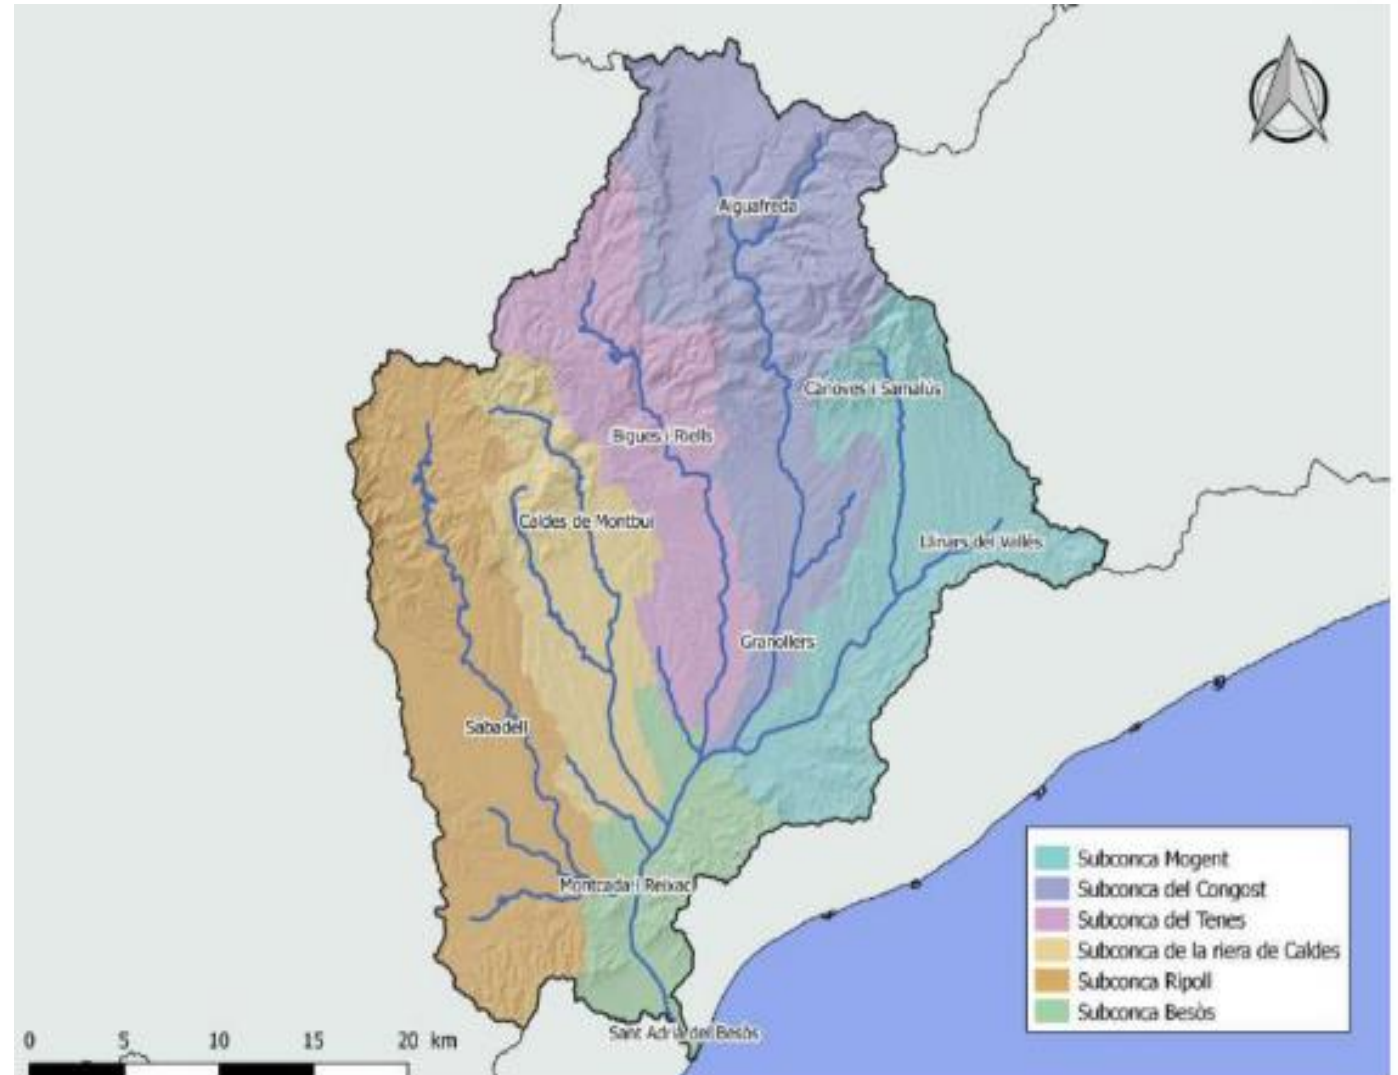 Aiguafreda
Cànoves i Samalús
Bigues i Riells
Caldes de Montbui
Llinars del Vallès
Granollers
Sabadell
Montcada i Reixac
Sant Adrià del Besòs
Subconca Mogent
Subconca del Congost
Subconca del Tenes
Subconca de la riera de Caldes
Subconca Ripoll
Subconca Besòs
0 5 10 15 20 km